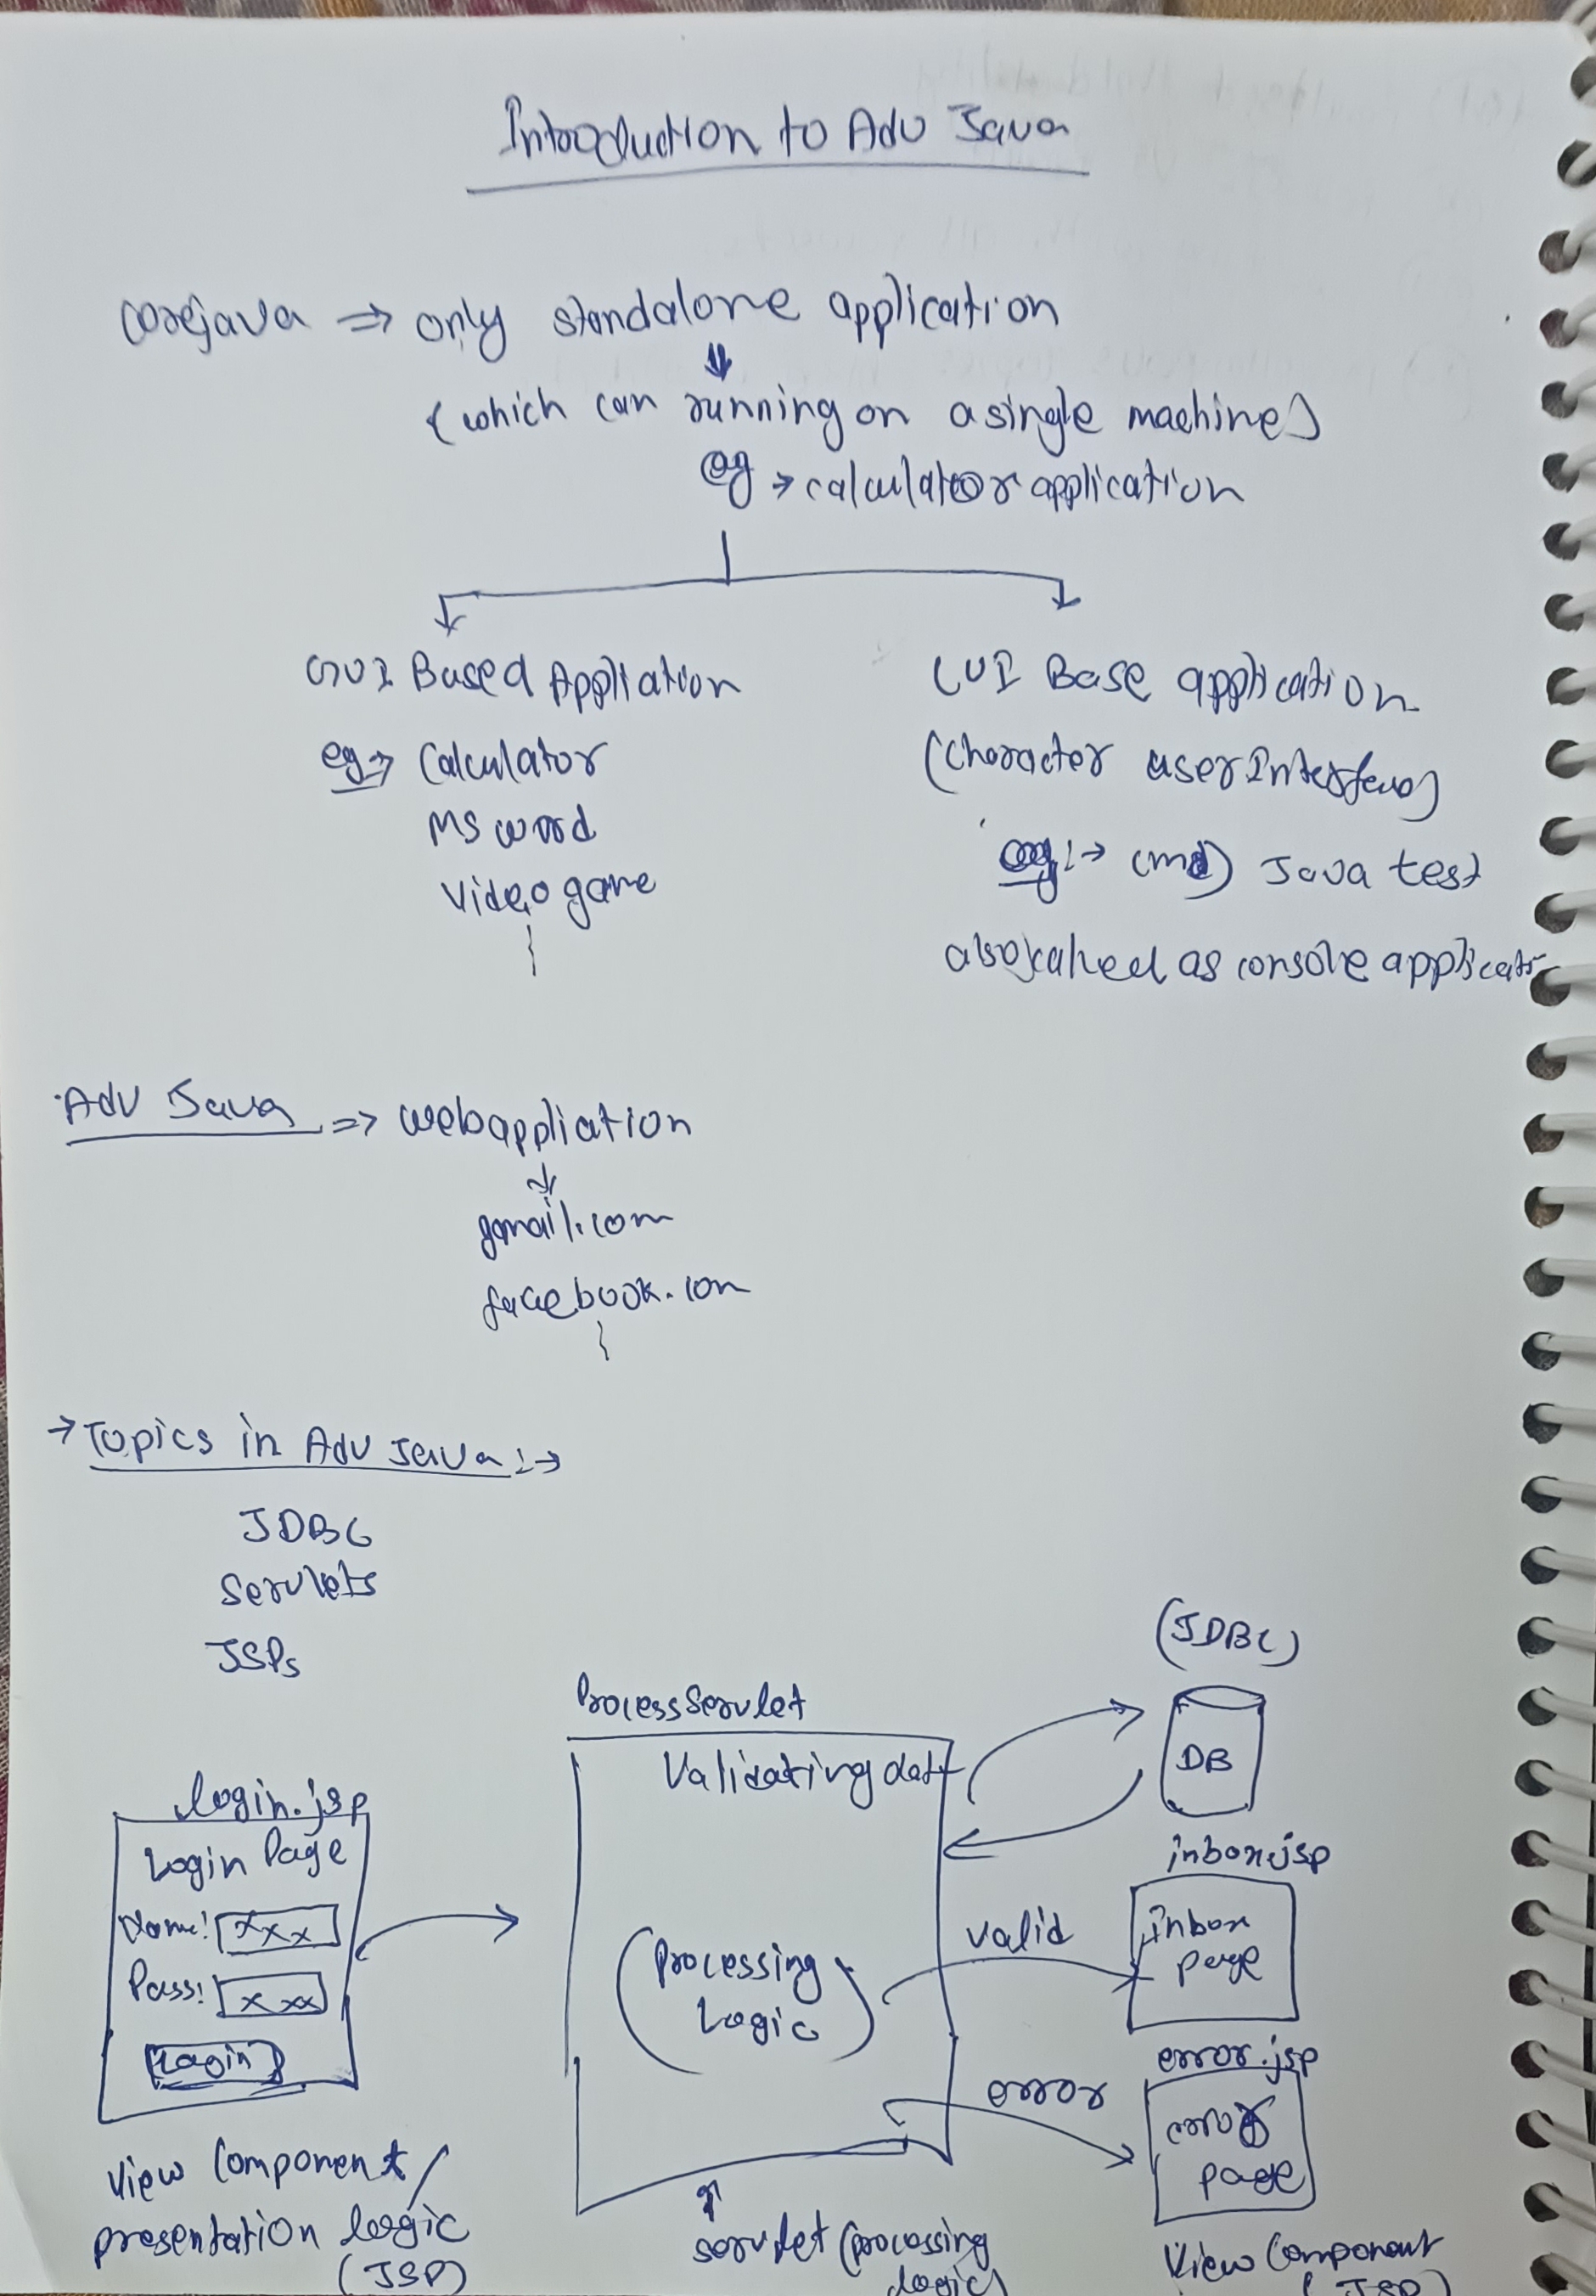 Introduction to Adv Java
corejava ⇒ only standalone application
(which can running on a single machine)
eg → calculator application
GUI Based Appliation
eg → Calculator
MS word
Video game
CUI Base application
(Character user Interface)
eg :→ (cmd) Java test
also called as console applicati
Adv Java ⇒ webappliation
gmail.com
facebook.com
→ Topics in Adv Java :→
JDBC
Servlets
JSPs
(JDBC)
DB
ProcessServlet
Validating data
(Processing
Logic)
login.jsp
Login Page
Name: xxx
Pass: xxx
Login
valid
inbox.jsp
inbox
page
error
error.jsp
error
page
View Component /
presentation logic
(JSP)
servlet (processing
logic)
View Component
(JSP)